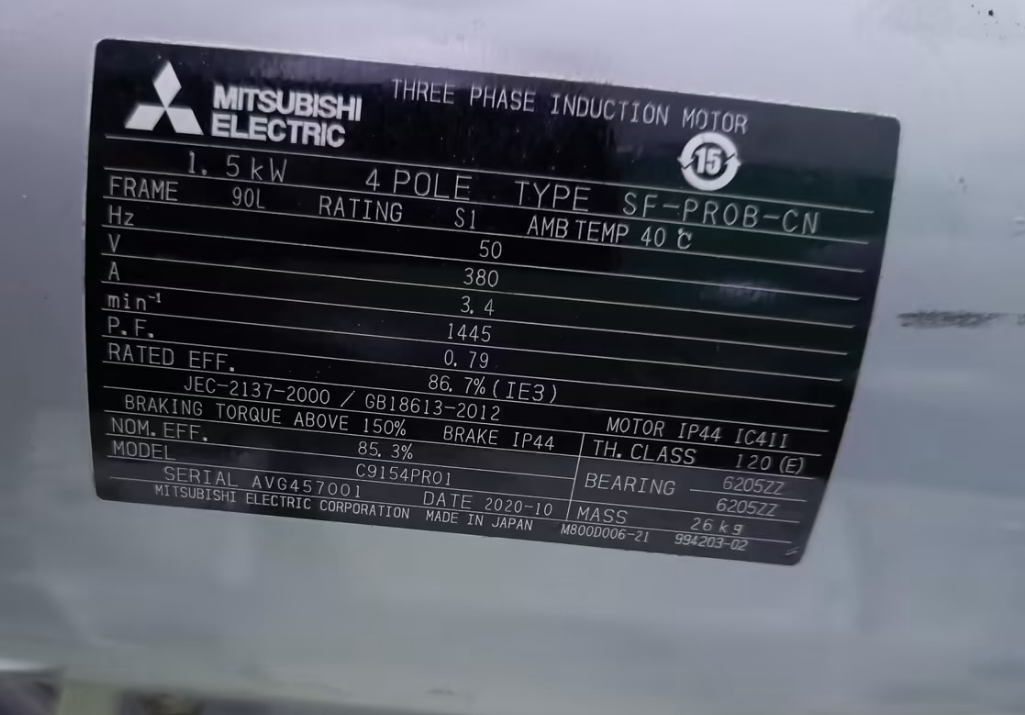 MITSUBISHI ELECTRIC THREE PHASE INDUCTION MOTOR
15
1.5kW 4 POLE TYPE SF-PROB-CN
FRAME 90L RATING S1 AMB TEMP 40℃
Hz 50
V 380
A 3.4
min⁻¹ 1445
P.F. 0.79
RATED EFF. 86.7%(IE3)
JEC-2137-2000 / GB18613-2012 MOTOR IP44 IC411
BRAKING TORQUE ABOVE 150% BRAKE IP44 TH.CLASS 120(E)
NOM.EFF. 85.3% BEARING 6205ZZ
MODEL C9154PR01 6205ZZ
SERIAL AVG457001 DATE 2020-10 MASS 26kg
MITSUBISHI ELECTRIC CORPORATION MADE IN JAPAN M800D006-21 994203-02